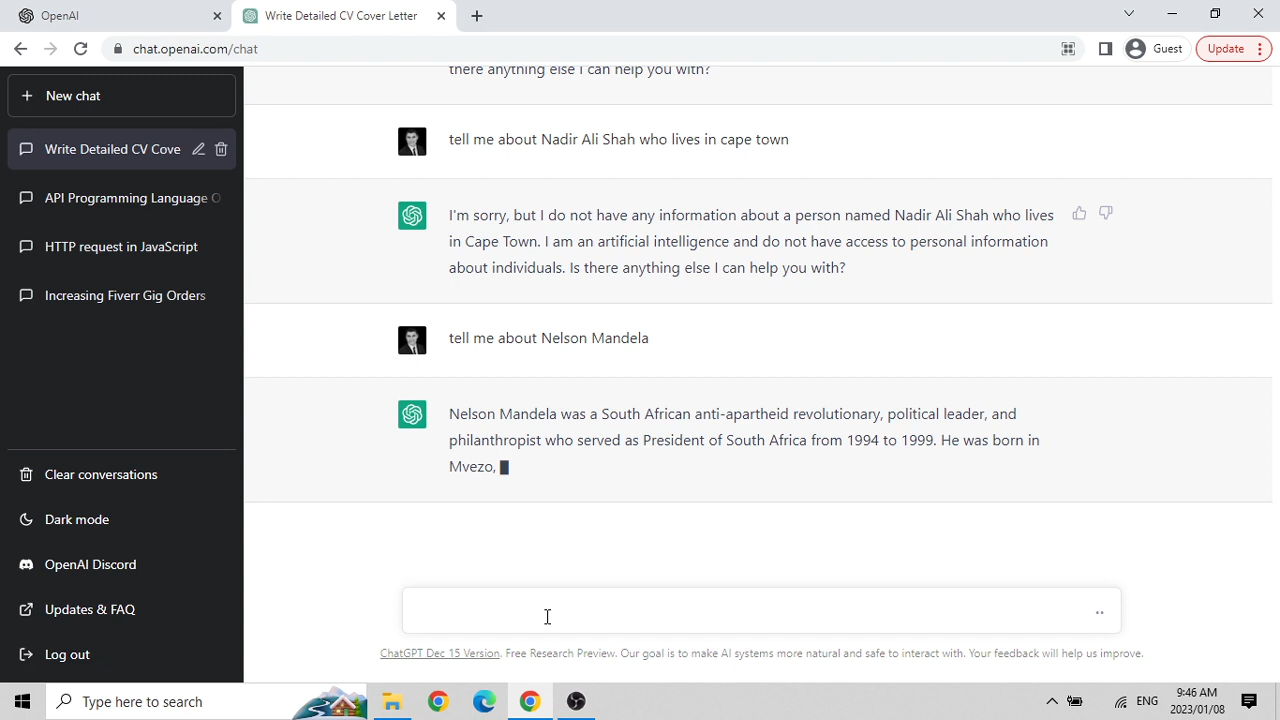 OpenAI
Write Detailed CV Cover Letter
chat.openai.com/chat
Guest
Update
New chat
Write Detailed CV Cove
API Programming Language O
HTTP request in JavaScript
Increasing Fiverr Gig Orders
Clear conversations
Dark mode
OpenAI Discord
Updates & FAQ
Log out
there anything else I can help you with?
tell me about Nadir Ali Shah who lives in cape town
I'm sorry, but I do not have any information about a person named Nadir Ali Shah who lives
in Cape Town. I am an artificial intelligence and do not have access to personal information
about individuals. Is there anything else I can help you with?
tell me about Nelson Mandela
Nelson Mandela was a South African anti-apartheid revolutionary, political leader, and
philanthropist who served as President of South Africa from 1994 to 1999. He was born in
Mvezo,
ChatGPT Dec 15 Version. Free Research Preview. Our goal is to make AI systems more natural and safe to interact with. Your feedback will help us improve.
Type here to search
ENG
9:46 AM
2023/01/08